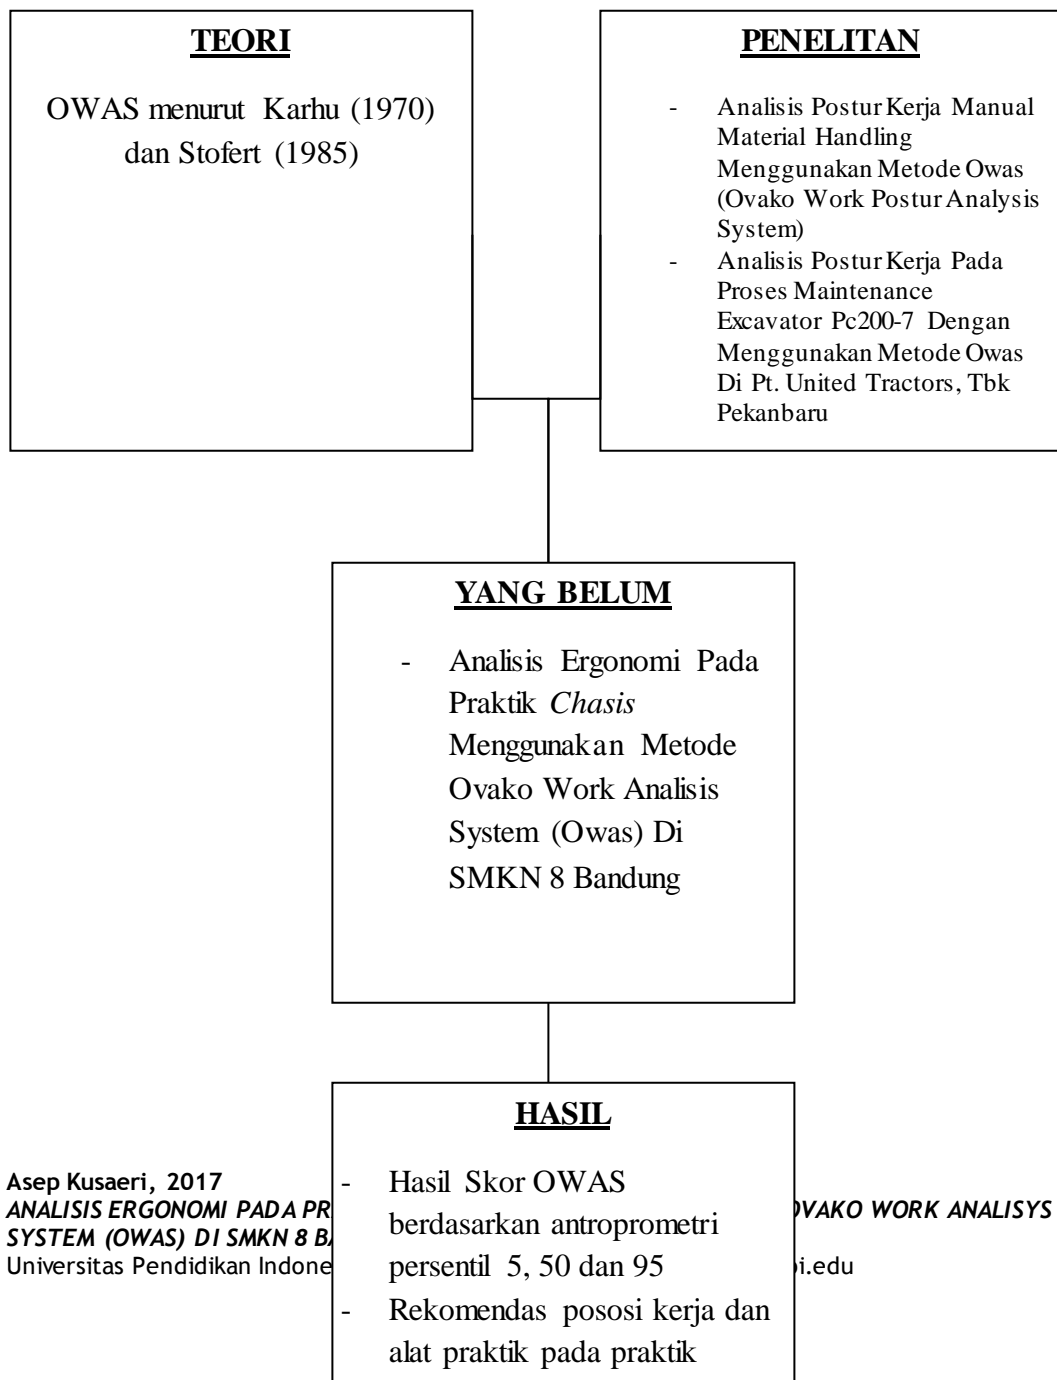 TEORI
OWAS menurut Karhu (1970)
dan Stofert (1985)
PENELITAN
- Analisis Postur Kerja Manual
Material Handling
Menggunakan Metode Owas
(Ovako Work Postur Analysis
System)
- Analisis Postur Kerja Pada
Proses Maintenance
Excavator Pc200-7 Dengan
Menggunakan Metode Owas
Di Pt. United Tractors, Tbk
Pekanbaru
YANG BELUM
- Analisis Ergonomi Pada
Praktik Chasis
Menggunakan Metode
Ovako Work Analisis
System (Owas) Di
SMKN 8 Bandung
HASIL
- Hasil Skor OWAS
berdasarkan antroprometri
persentil 5, 50 dan 95
- Rekomendas pososi kerja dan
alat praktik pada praktik
Asep Kusaeri, 2017
ANALISIS ERGONOMI PADA PR OVAKO WORK ANALISYS
SYSTEM (OWAS) DI SMKN 8 BA
Universitas Pendidikan Indone i.edu